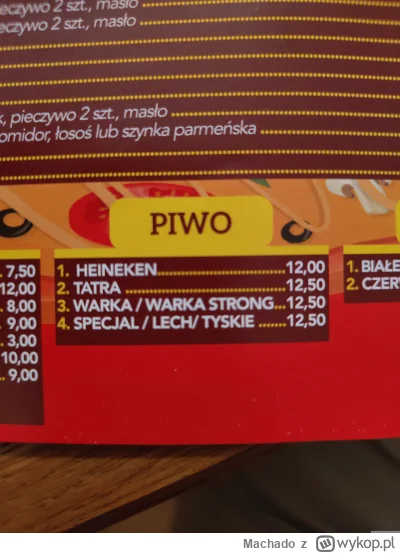 pieczywo 2 szt., masło
pieczywo 2 szt., masło
pieczywo 2 szt., masło
pomidor, łosoś lub szynka parmeńska
PIWO
7,50
12,00
8,00
9,00
3,00
10,00
9,00
1. HEINEKEN 12,00
2. TATRA 12,50
3. WARKA / WARKA STRONG 12,50
4. SPECJAL / LECH/ TYSKIE 12,50
1. BIAŁE
2. CZER
Machado z wykop.pl